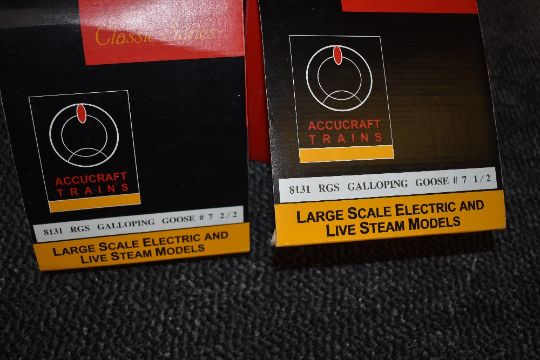 Classic Series
ACCUCRAFT
TRAINS
8131 RGS GALLOPING GOOSE # 7 2/2
LARGE SCALE ELECTRIC AND
LIVE STEAM MODELS
ACCUCRAFT
TRAINS
8131 RGS GALLOPING GOOSE # 7 1/2
LARGE SCALE ELECTRIC AND
LIVE STEAM MODELS